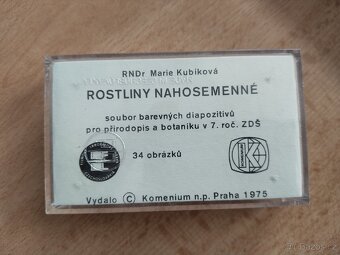 RNDr Marie Kubíková
ROSTLINY NAHOSEMENNÉ
soubor barevných diapozitivů
pro přírodopis a botaniku v 7. roč. ZDŠ
34 obrázků
Vydalo © Komenium n.p. Praha 1975